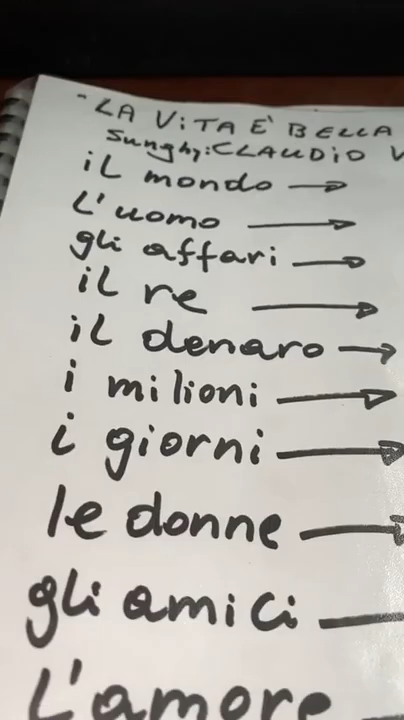 - LA ViTA E' BELLA
Sung by: CLAUDIO V
il mondo →
L'uomo →
gli affari →
il re →
il denaro →
i milioni →
i giorni →
le donne →
gli amici
L'amore